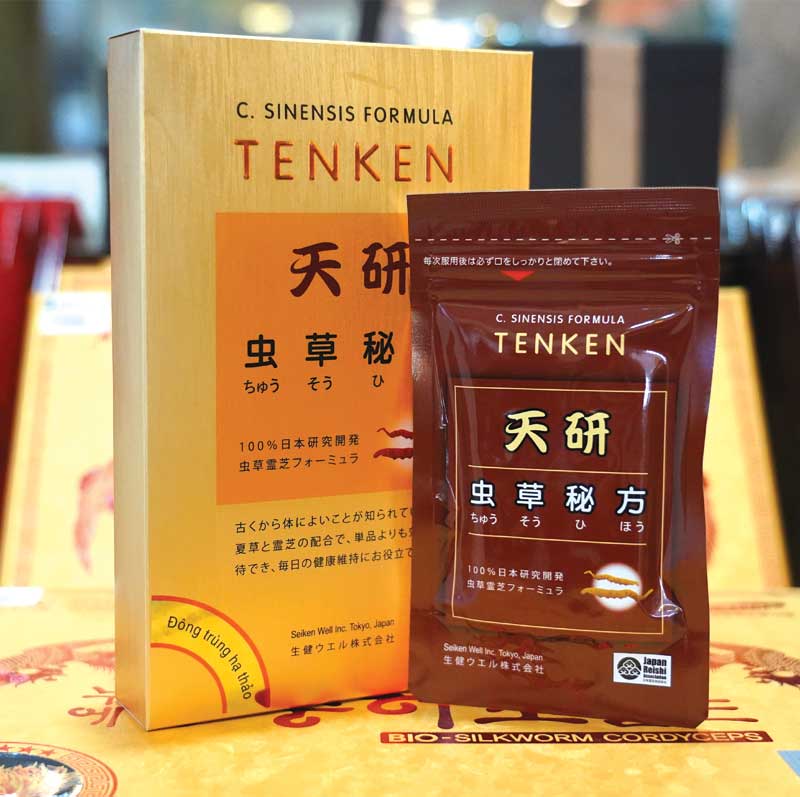 C. SINENSIS FORMULA
TENKEN
天研
虫草秘
ちゅう そう ひ
100%日本研究開発
虫草霊芝フォーミュラ
古くから体によいことが知られてい
夏草と霊芝の配合で、単品よりも
待でき、毎日の健康維持にお役立て
Seiken Well Inc. Tokyo, Japan
生健ウエル株式会社
Đông trùng hạ thảo
毎次服用後は必ず口をしっかりと閉めて下さい。
C. SINENSIS FORMULA
TENKEN
天研
虫草秘方
ちゅう そう ひ ほう
100%日本研究開発
虫草霊芝フォーミュラ
Seiken Well Inc. Tokyo, Japan
生健ウエル株式会社
Japan
Reishi
Association
BIO-SILKWORM CORDYCEPS